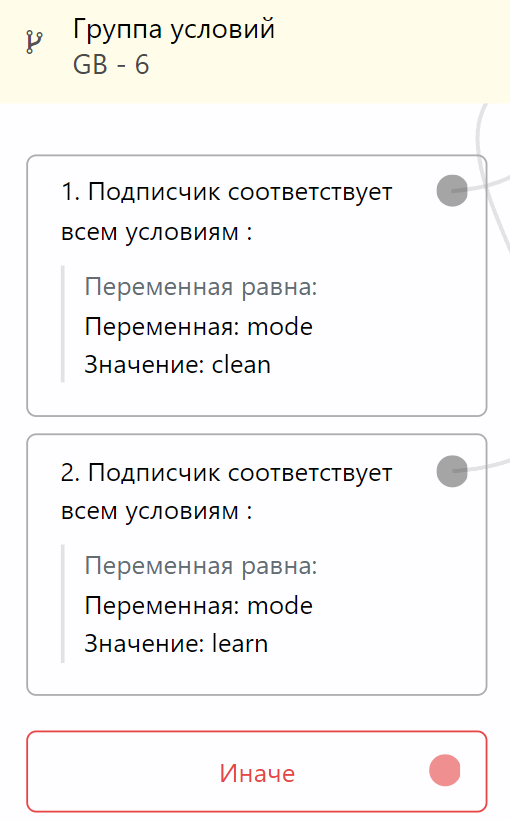 Группа условий
GB - 6
1. Подписчик соответствует
всем условиям :
Переменная равна:
Переменная: mode
Значение: clean
2. Подписчик соответствует
всем условиям :
Переменная равна:
Переменная: mode
Значение: learn
Иначе